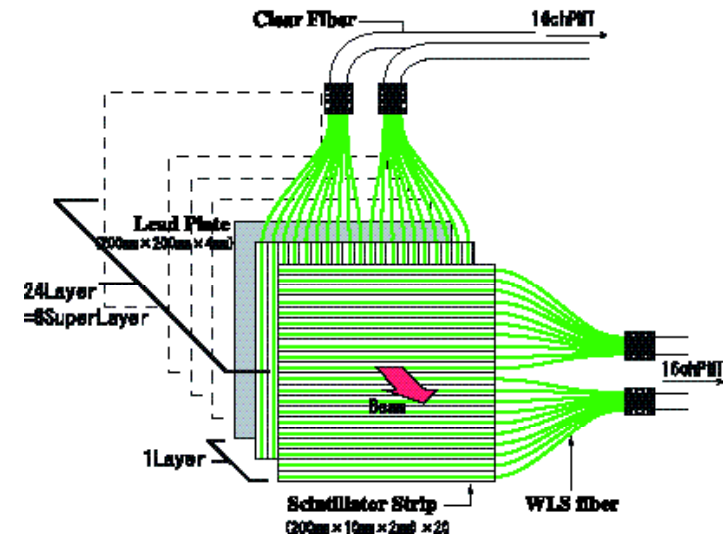 Clear Fiber
16chPMT
Lead Plate
(200mm×200mm×4mm)
24Layer
=6SuperLayer
16chPMT
Beam
1Layer
Scintillator Strip
WLS fiber
(200mm×10mm×2mm) ×20